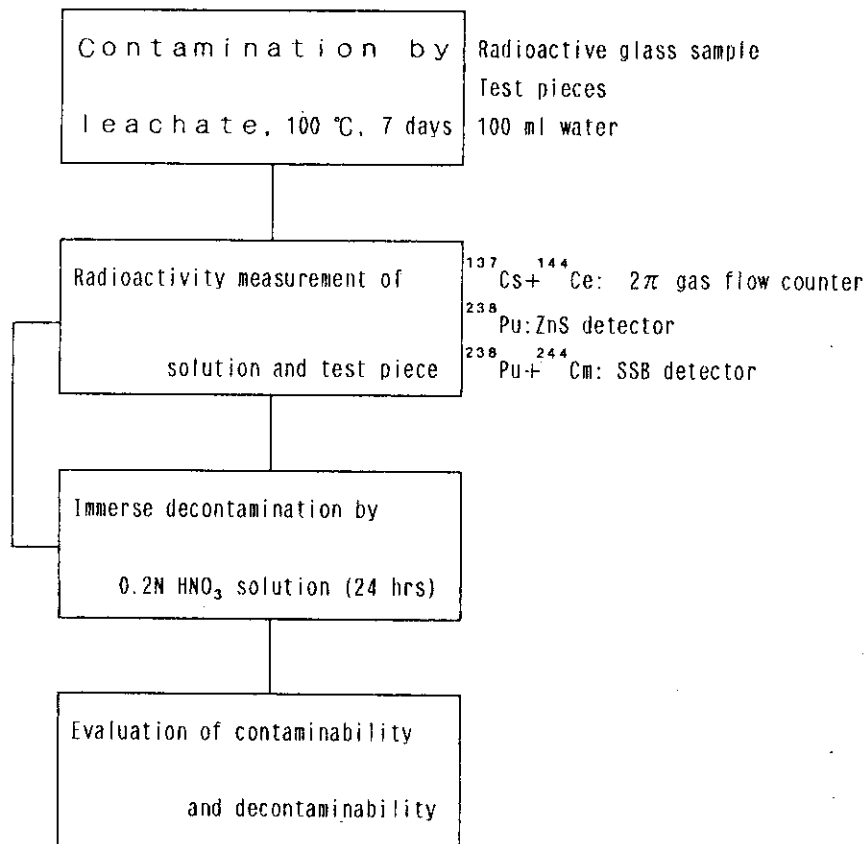 Contamination by
leachate, 100 ℃, 7 days
Radioactive glass sample
Test pieces
100 ml water
Radioactivity measurement of
solution and test piece
¹³⁷Cs+¹⁴⁴Ce: 2π gas flow counter
²³⁸Pu:ZnS detector
²³⁸Pu+²⁴⁴Cm: SSB detector
Immerse decontamination by
0.2N HNO₃ solution (24 hrs)
Evaluation of contaminability
and decontaminability